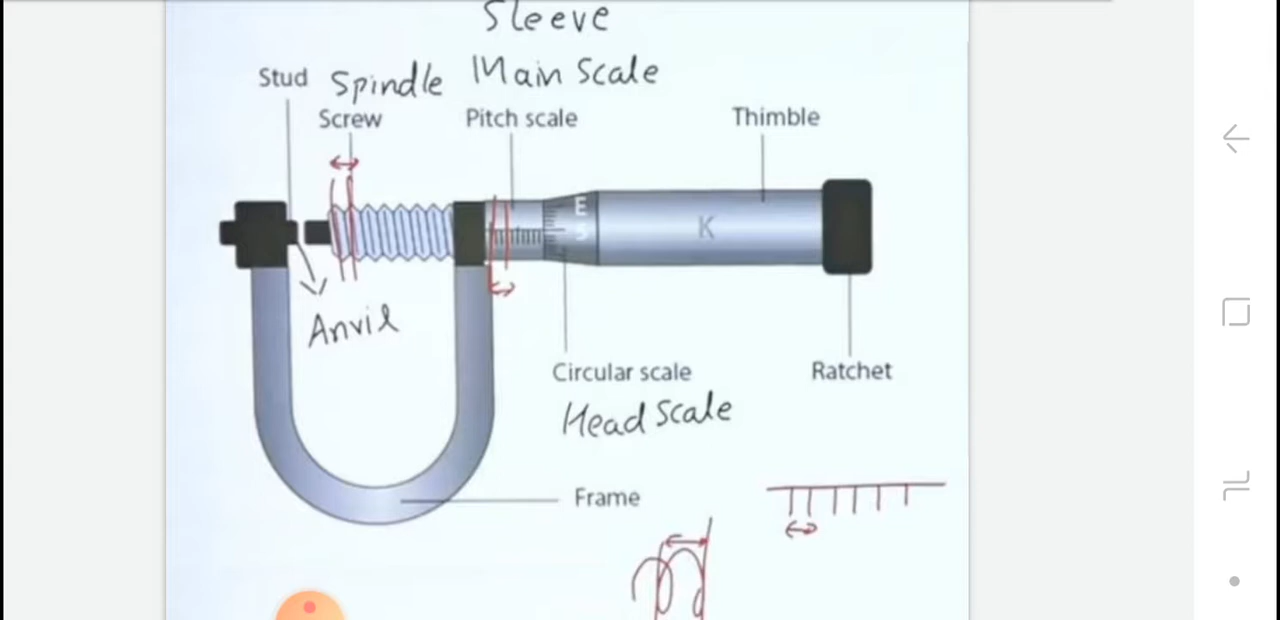 Sleeve
Main Scale
Stud
Spindle
Screw
Pitch scale
Thimble
E
S
K
Anvil
Circular scale
Ratchet
Head Scale
Frame